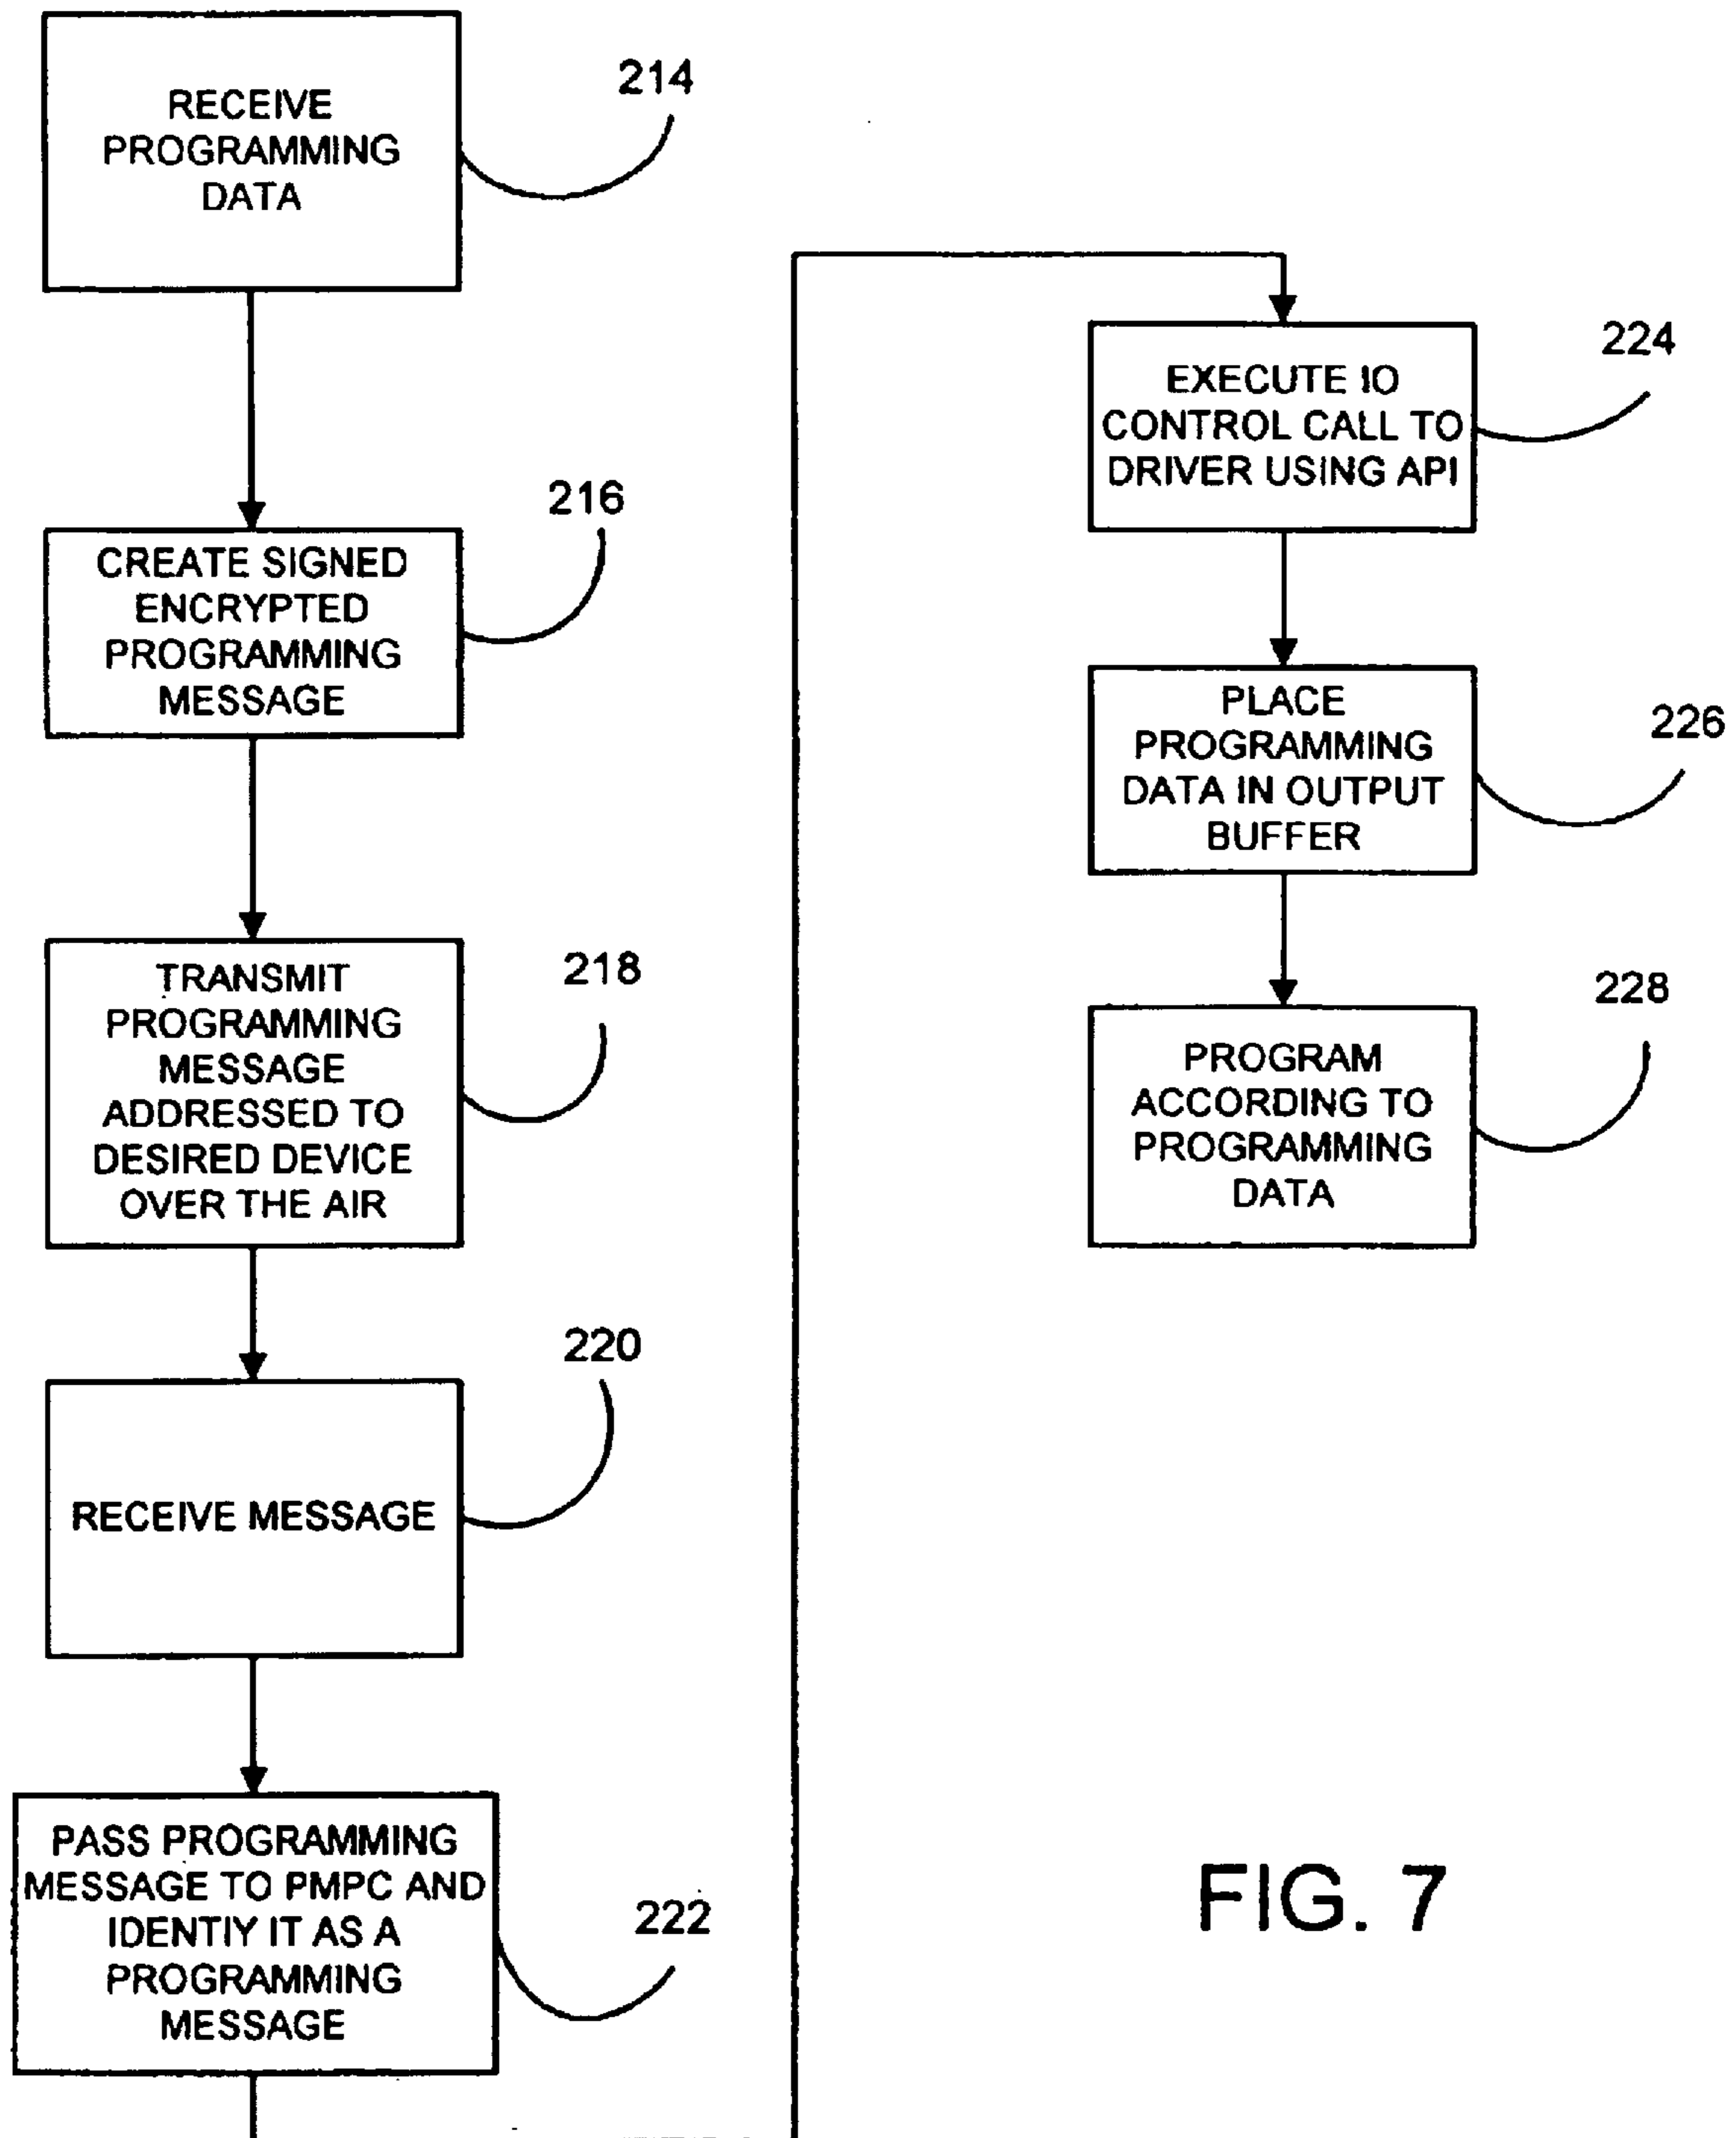 RECEIVE
PROGRAMMING
DATA
214
CREATE SIGNED
ENCRYPTED
PROGRAMMING
MESSAGE
216
TRANSMIT
PROGRAMMING
MESSAGE
ADDRESSED TO
DESIRED DEVICE
OVER THE AIR
218
RECEIVE MESSAGE
220
PASS PROGRAMMING
MESSAGE TO PMPC AND
IDENTIY IT AS A
PROGRAMMING
MESSAGE
222
EXECUTE IO
CONTROL CALL TO
DRIVER USING API
224
PLACE
PROGRAMMING
DATA IN OUTPUT
BUFFER
226
PROGRAM
ACCORDING TO
PROGRAMMING
DATA
228
FIG. 7